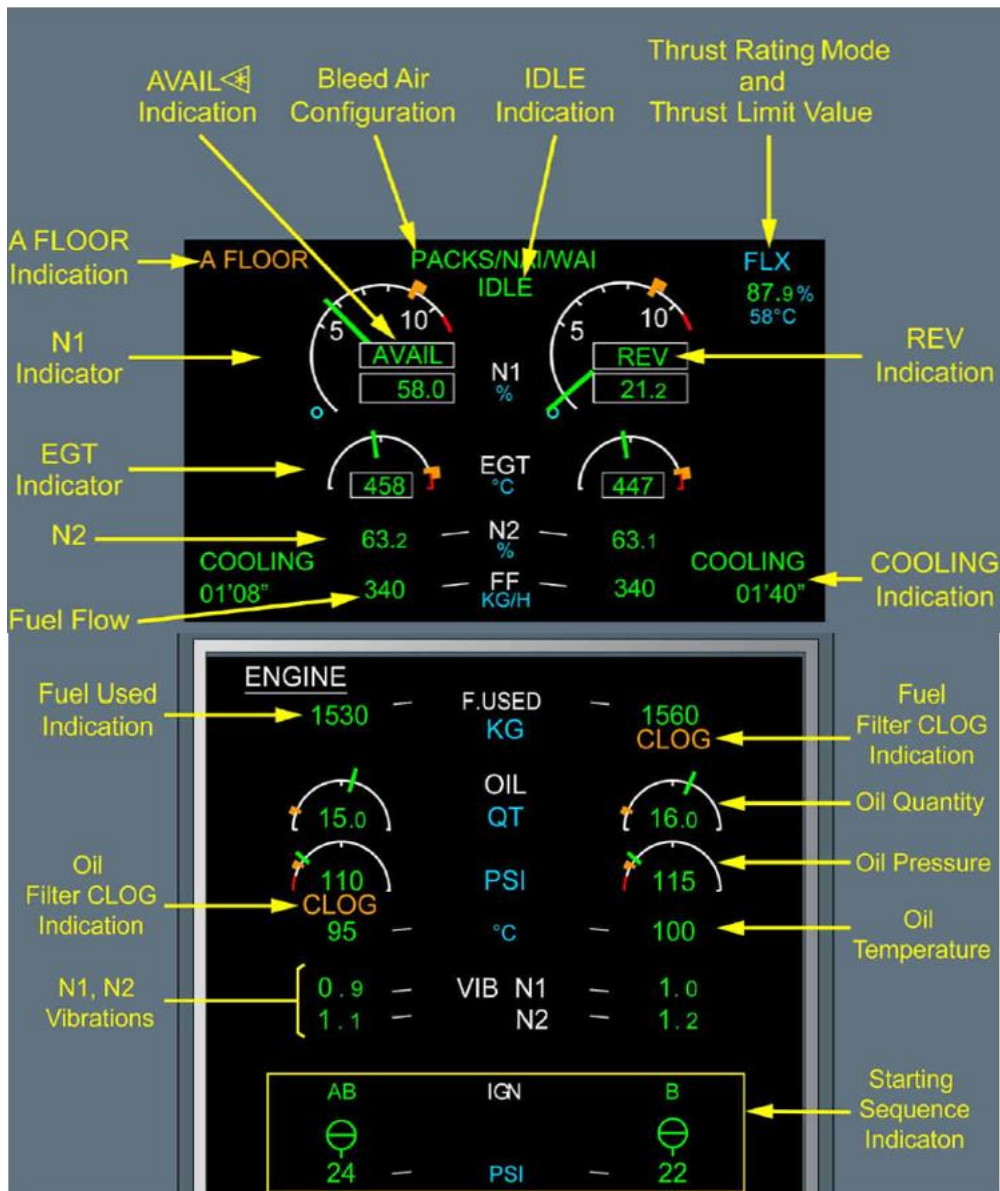 AVAIL
Indication
Bleed Air
Configuration
IDLE
Indication
Thrust Rating Mode
and
Thrust Limit Value
A FLOOR
Indication
A FLOOR
PACKS/NAI/WAI
IDLE
FLX
87.9%
58°C
N1
Indicator
5
10
AVAIL
58.0
N1
%
5
10
REV
21.2
REV
Indication
EGT
Indicator
458
EGT
°C
447
N2
63.2
N2
%
63.1
COOLING
01'08"
Fuel Flow
340
FF
KG/H
340
COOLING
01'40"
COOLING
Indication
ENGINE
Fuel Used
Indication
1530
F.USED
KG
1560
CLOG
Fuel
Filter CLOG
Indication
15.0
OIL
QT
16.0
Oil Quantity
Oil
Filter CLOG
Indication
110
CLOG
PSI
115
Oil Pressure
95
°C
100
Oil
Temperature
N1, N2
Vibrations
0.9
VIB N1
1.0
1.1
N2
1.2
AB
IGN
B
24
PSI
22
Starting
Sequence
Indicaton